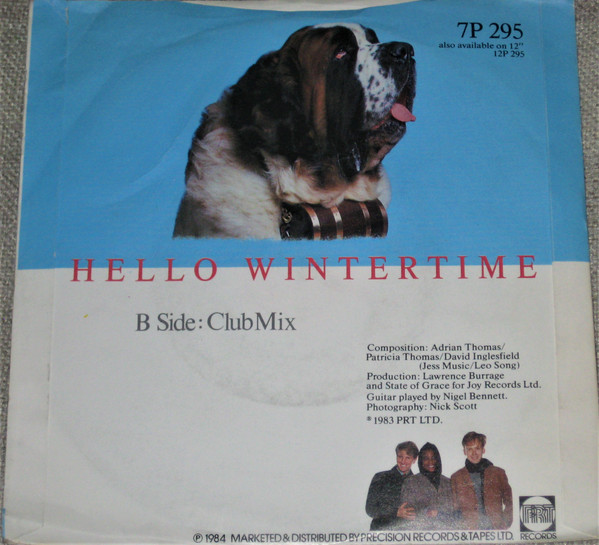 7P 295
also available on 12"
12P 295
HELLO WINTERTIME
B Side: Club Mix
Composition: Adrian Thomas/
Patricia Thomas/David Inglesfield
(Jess Music/Leo Song)
Production: Lawrence Burrage
and State of Grace for Joy Records Ltd.
Guitar played by Nigel Bennett.
Photography: Nick Scott
* 1983 PRT LTD.
PRT
RECORDS
℗ 1984 MARKETED & DISTRIBUTED BY PRECISION RECORDS & TAPES LTD.